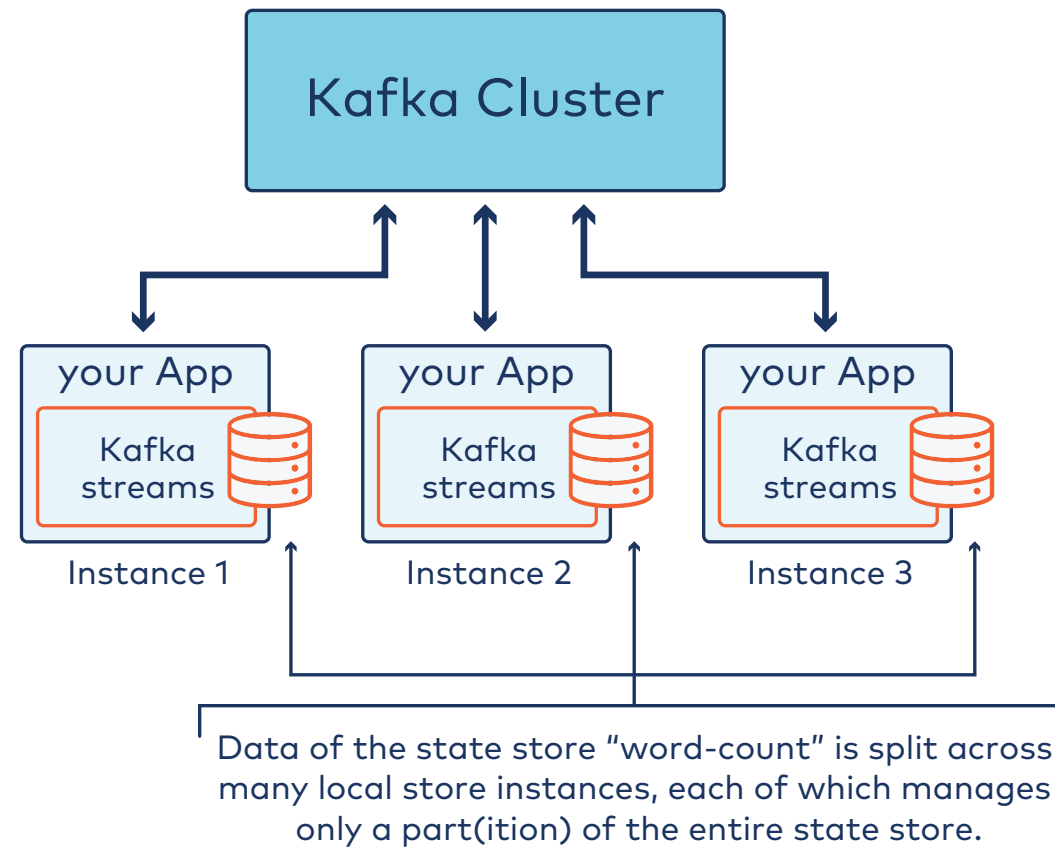 Kafka Cluster
your App
Kafka
streams
Instance 1
your App
Kafka
streams
Instance 2
your App
Kafka
streams
Instance 3
Data of the state store “word-count” is split across
many local store instances, each of which manages
only a part(ition) of the entire state store.